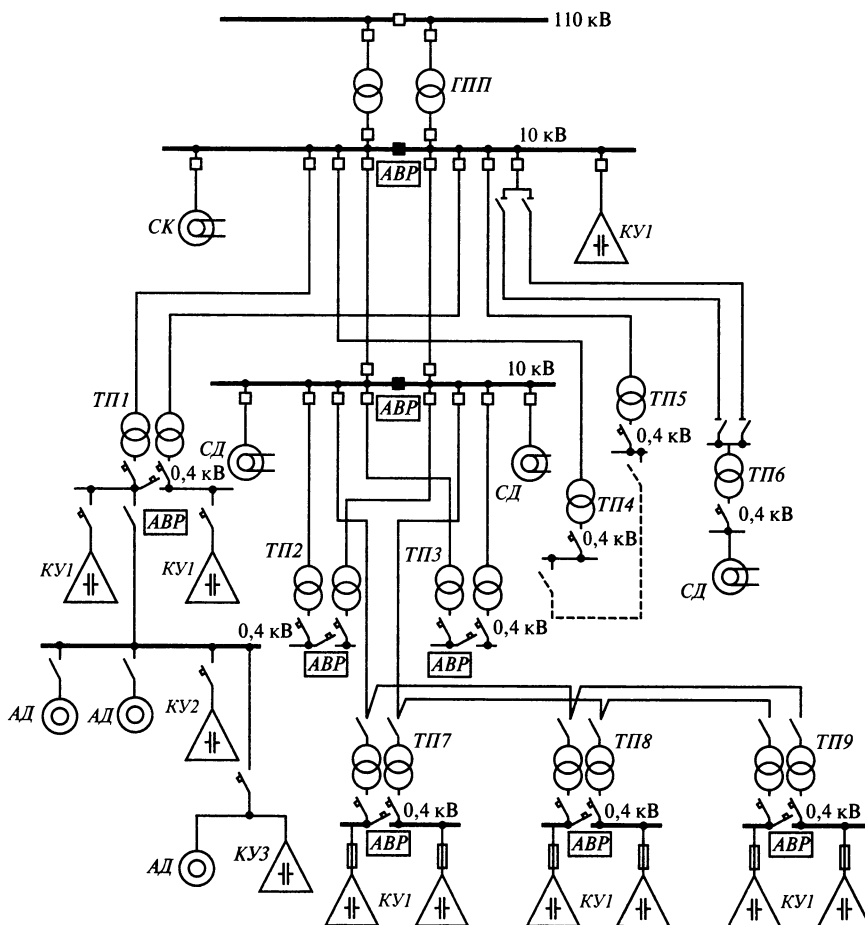 110 кВ
ГПП
10 кВ
АВР
СК
КУ1
10 кВ
АВР
ТП1
ТП5
СД
СД
0,4 кВ
0,4 кВ
ТП6
ТП4
0,4 кВ
АВР
0,4 кВ
ТП2
ТП3
КУ1
КУ1
СД
0,4 кВ
0,4 кВ
АВР
АВР
АД
АД
КУ2
ТП7
ТП8
ТП9
0,4 кВ
0,4 кВ
0,4 кВ
АВР
АВР
АВР
АД
КУ3
КУ1
КУ1
КУ1